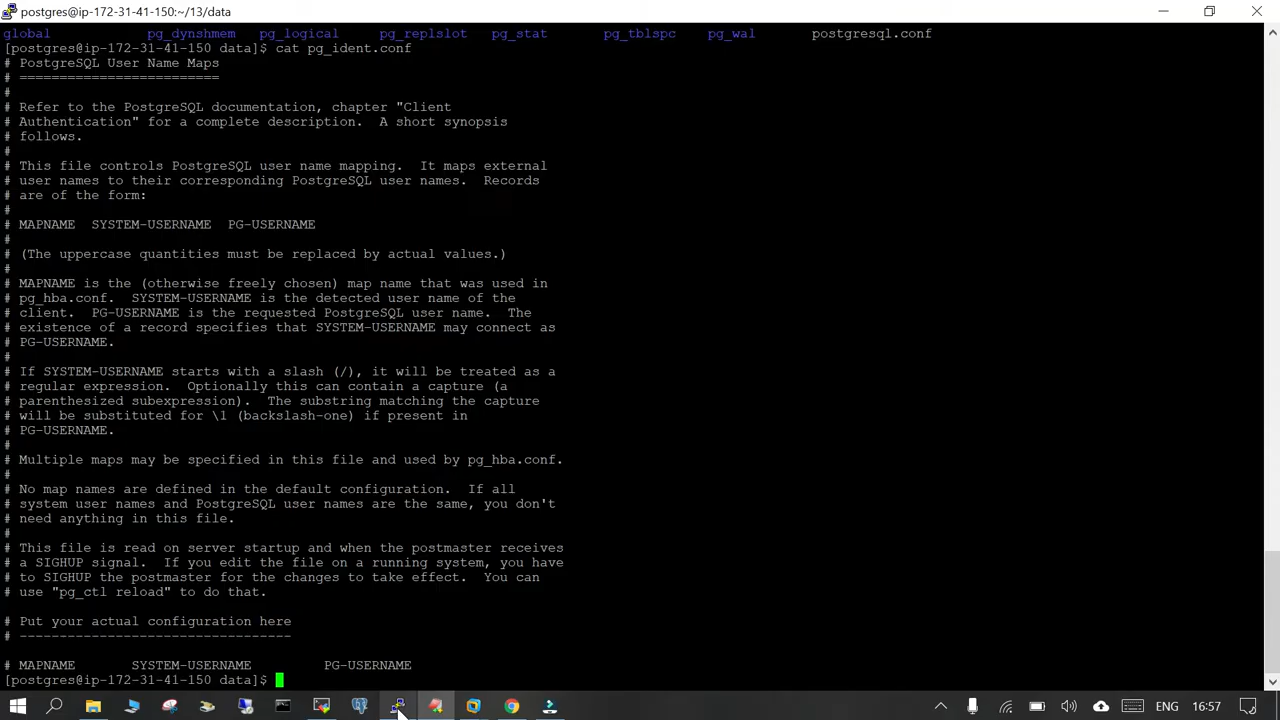 postgres@ip-172-31-41-150:~/13/data
global pg_dynshmem pg_logical pg_replslot pg_stat pg_tblspc pg_wal postgresql.conf
[postgres@ip-172-31-41-150 data]$ cat pg_ident.conf
# PostgreSQL User Name Maps
# =========================
#
# Refer to the PostgreSQL documentation, chapter "Client
# Authentication" for a complete description.  A short synopsis
# follows.
#
# This file controls PostgreSQL user name mapping.  It maps external
# user names to their corresponding PostgreSQL user names.  Records
# are of the form:
#
# MAPNAME  SYSTEM-USERNAME  PG-USERNAME
#
# (The uppercase quantities must be replaced by actual values.)
#
# MAPNAME is the (otherwise freely chosen) map name that was used in
# pg_hba.conf.  SYSTEM-USERNAME is the detected user name of the
# client.  PG-USERNAME is the requested PostgreSQL user name.  The
# existence of a record specifies that SYSTEM-USERNAME may connect as
# PG-USERNAME.
#
# If SYSTEM-USERNAME starts with a slash (/), it will be treated as a
# regular expression.  Optionally this can contain a capture (a
# parenthesized subexpression).  The substring matching the capture
# will be substituted for \1 (backslash-one) if present in
# PG-USERNAME.
#
# Multiple maps may be specified in this file and used by pg_hba.conf.
#
# No map names are defined in the default configuration.  If all
# system user names and PostgreSQL user names are the same, you don't
# need anything in this file.
#
# This file is read on server startup and when the postmaster receives
# a SIGHUP signal.  If you edit the file on a running system, you have
# to SIGHUP the postmaster for the changes to take effect.  You can
# use "pg_ctl reload" to do that.

# Put your actual configuration here
# ----------------------------------

# MAPNAME       SYSTEM-USERNAME         PG-USERNAME
[postgres@ip-172-31-41-150 data]$
ENG 16:57